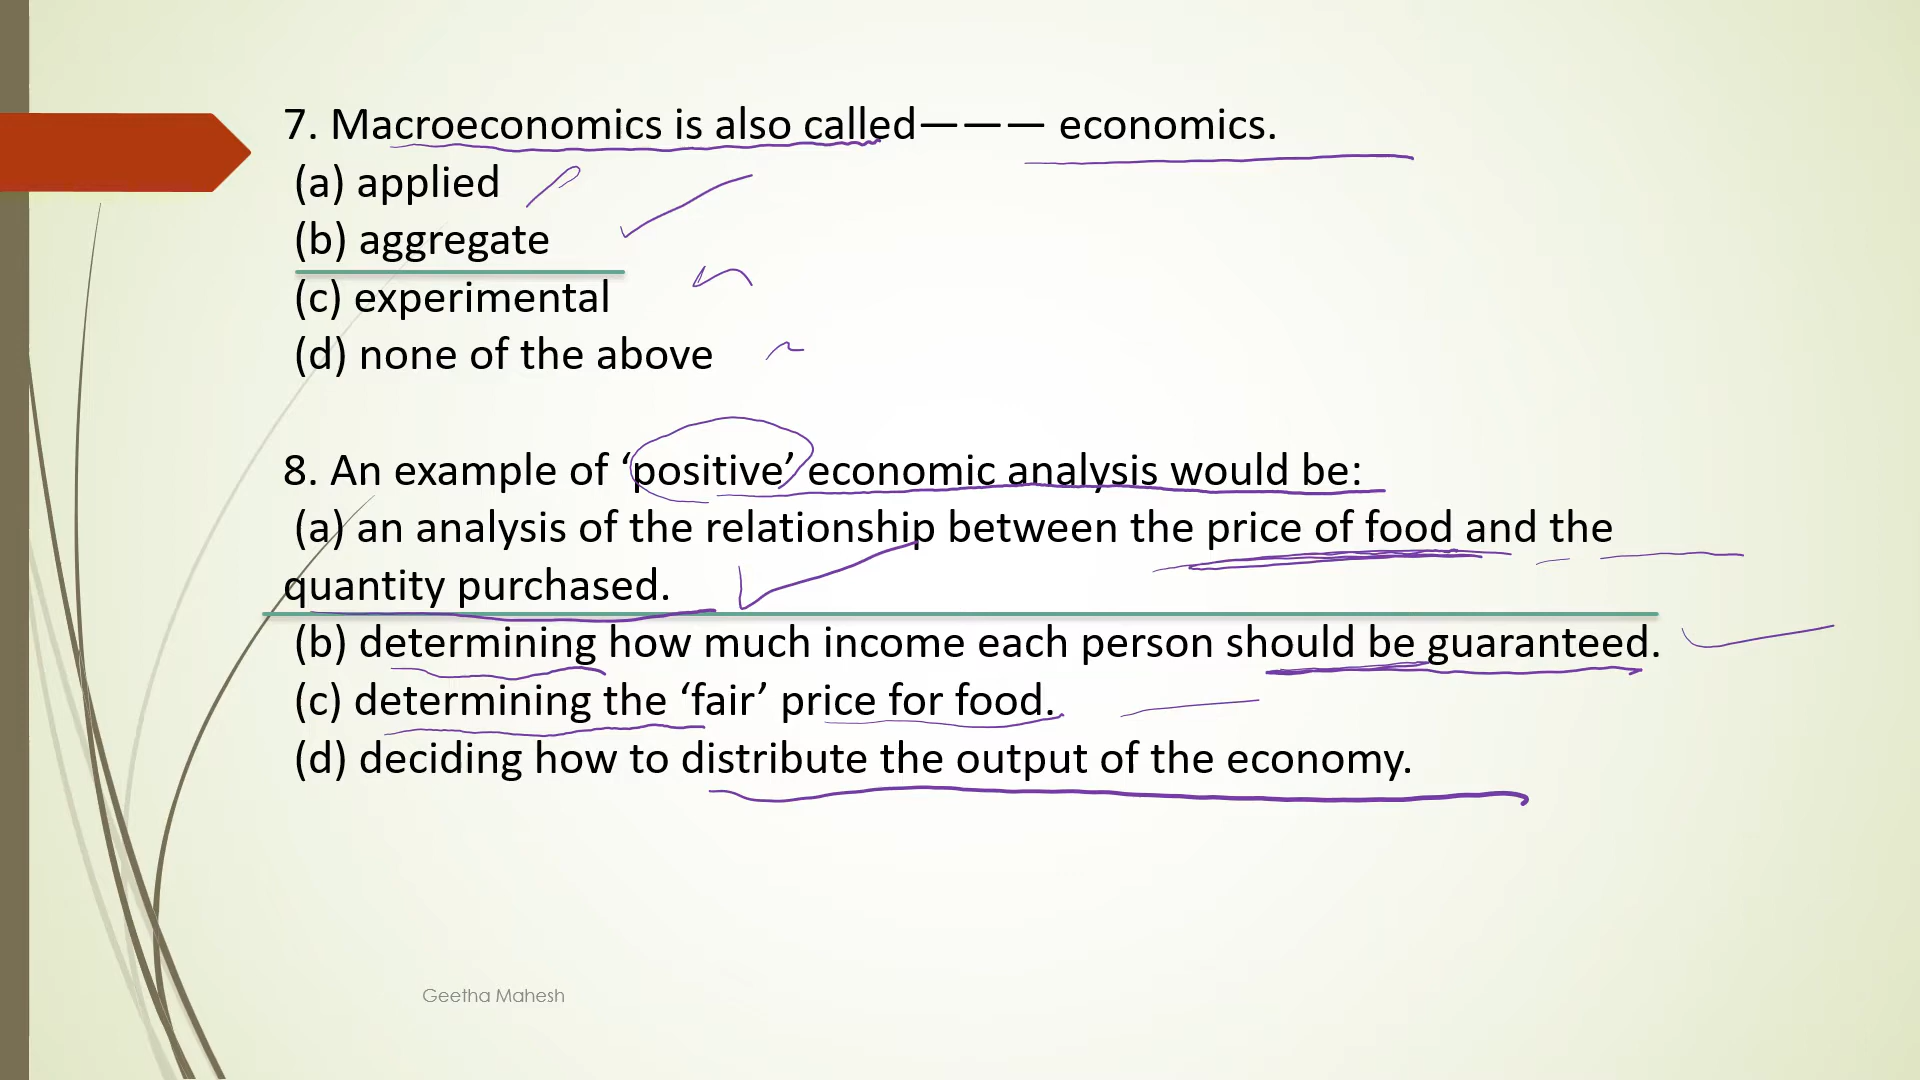 7. Macroeconomics is also called——— economics.
(a) applied
(b) aggregate
(c) experimental
(d) none of the above
8. An example of ‘positive’ economic analysis would be:
(a) an analysis of the relationship between the price of food and the
quantity purchased.
(b) determining how much income each person should be guaranteed.
(c) determining the ‘fair’ price for food.
(d) deciding how to distribute the output of the economy.
Geetha Mahesh